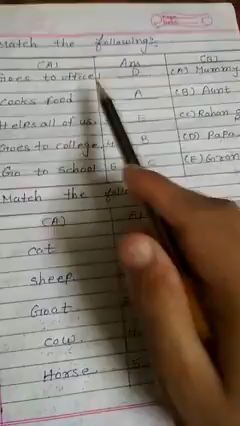 Match the following:
(A) Ans (B)
Goes to office D (A) Mummy
Cooks food A (B) Aunt
Helps all of us. E (C) Rohan
Goes to college B (D) Papa
Go to school 5 C (E)
Match the
(A)
cat
sheep
Goat
cow
Horse